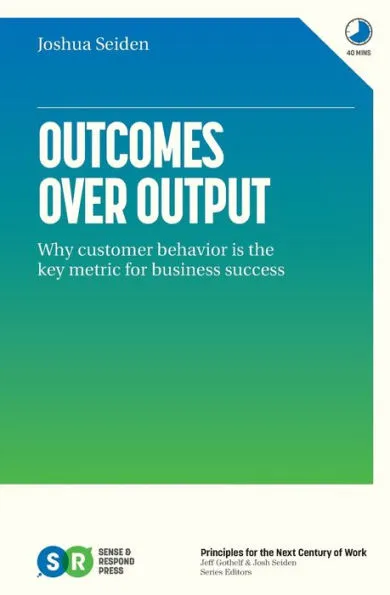 Joshua Seiden
40 MINS
OUTCOMES
OVER OUTPUT
Why customer behavior is the
key metric for business success
SR
SENSE &
RESPOND
PRESS
Principles for the Next Century of Work
Jeff Gothelf & Josh Seiden
Series Editors